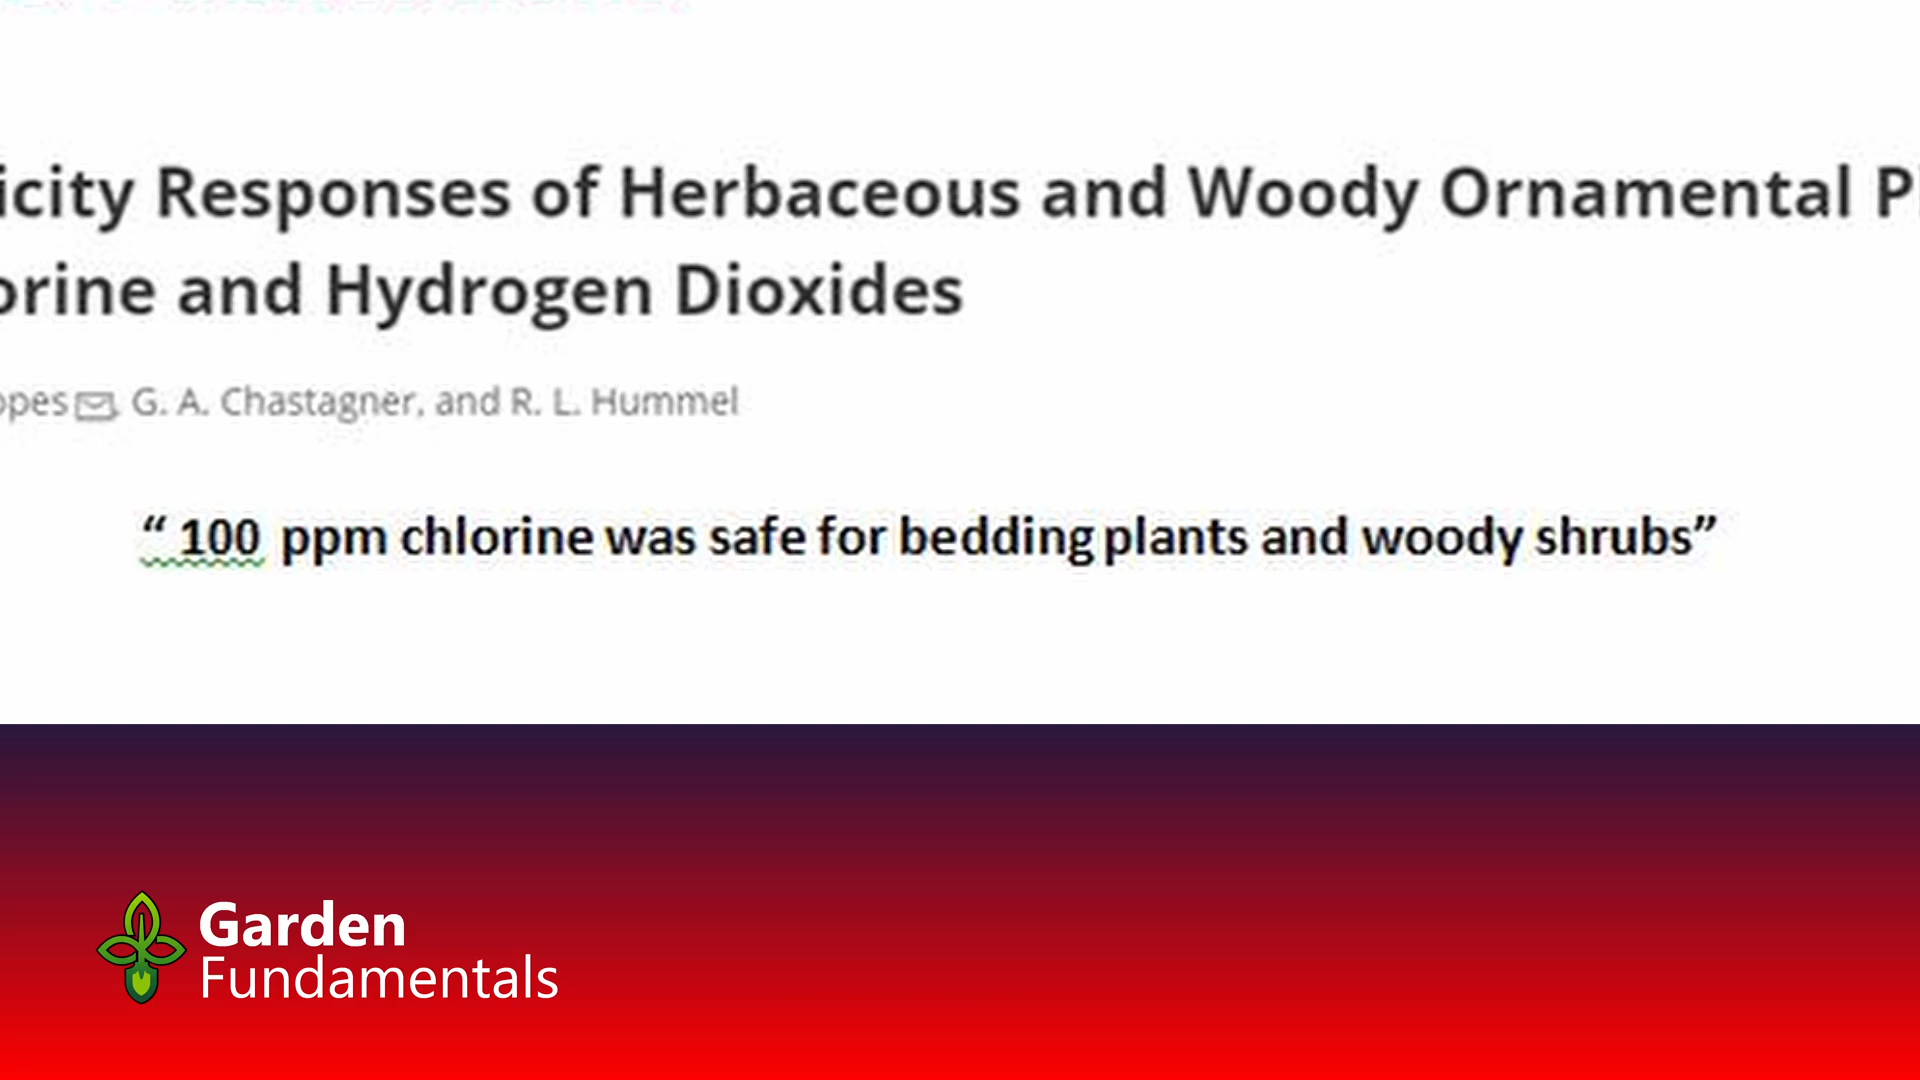 icity Responses of Herbaceous and Woody Ornamental Pl
orine and Hydrogen Dioxides
opes G. A. Chastagner, and R. L. Hummel
“ 100 ppm chlorine was safe for bedding plants and woody shrubs”
Garden
Fundamentals